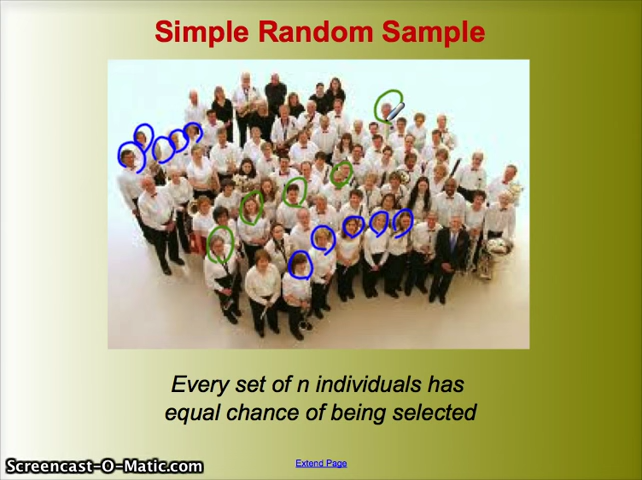 Simple Random Sample
Every set of n individuals has
equal chance of being selected
Extend Page
Screencast-O-Matic.com